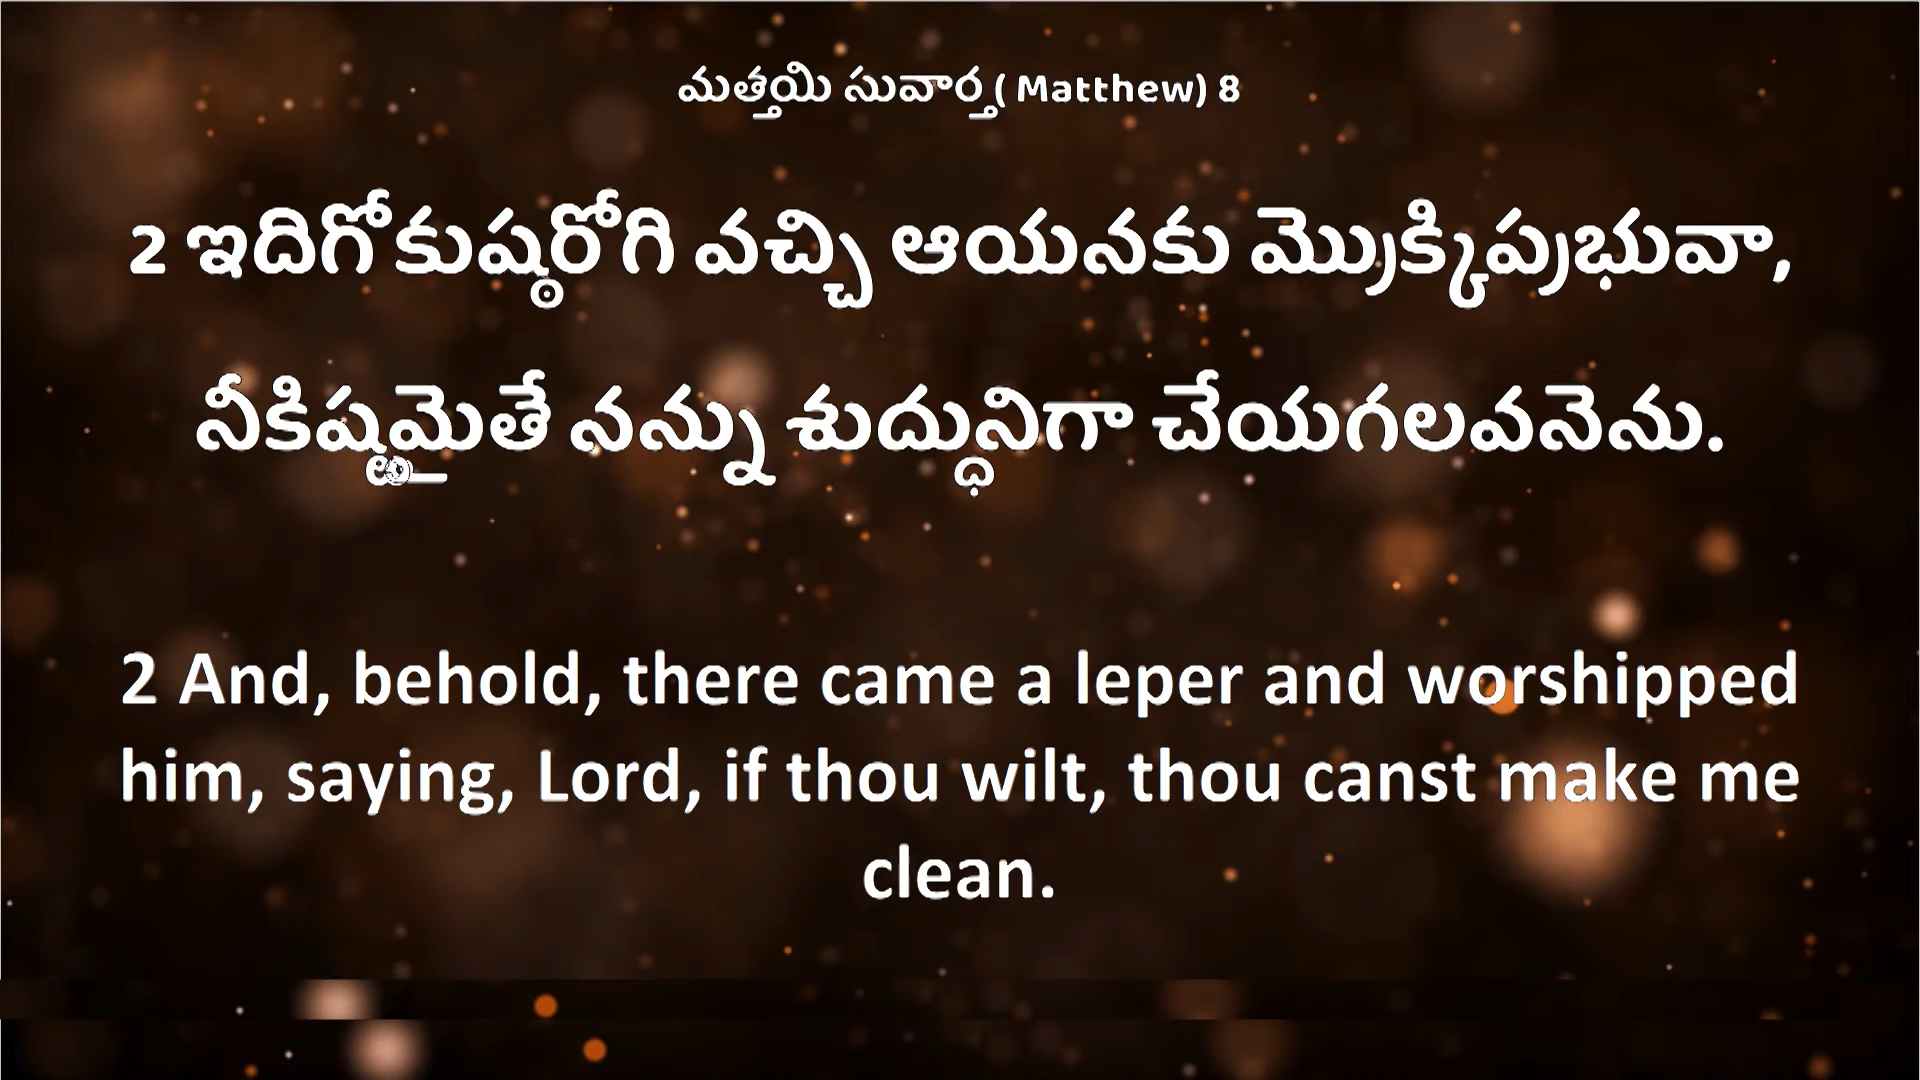 మత్తయి సువార్త ( Matthew) 8
2 ఇదిగో కుష్ఠరోగి వచ్చి ఆయనకు మ్రొక్కిప్రభువా,
నీకిష్టమైతే నన్ను శుద్ధునిగా చేయగలవనెను.
2 And, behold, there came a leper and worshipped
him, saying, Lord, if thou wilt, thou canst make me
clean.